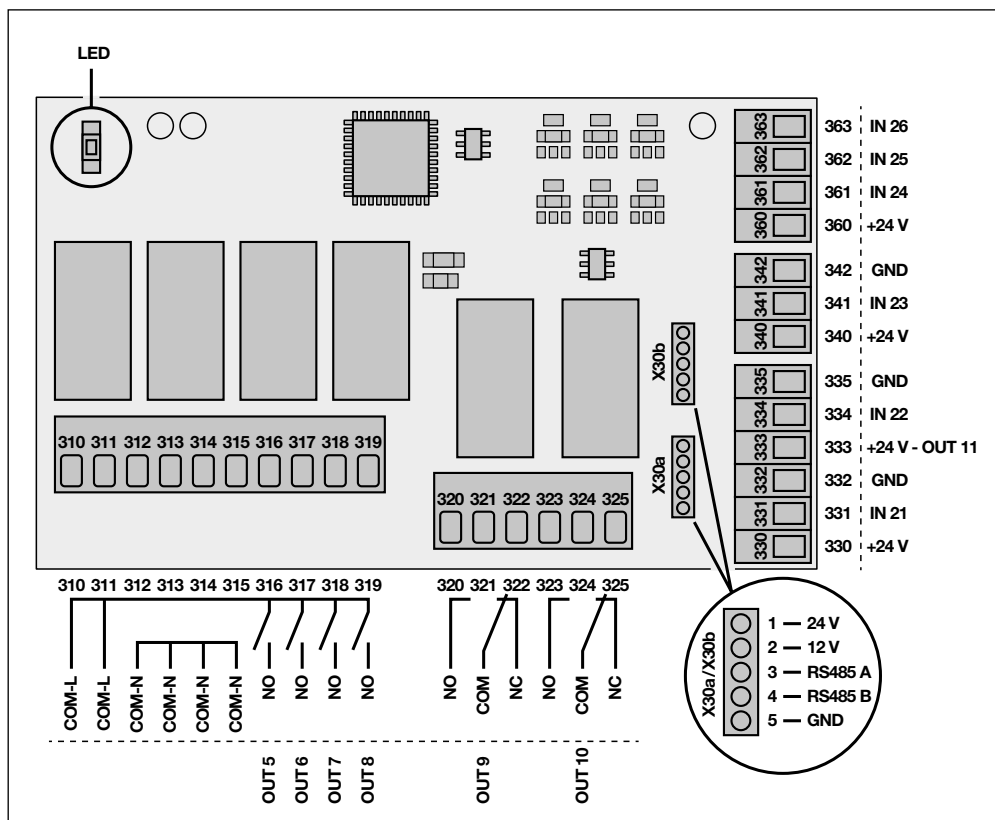 LED
363 363 IN 26
362 362 IN 25
361 361 IN 24
360 360 +24 V
342 342 GND
341 341 IN 23
340 340 +24 V
X30b
335 335 GND
334 334 IN 22
333 333 +24 V - OUT 11
332 332 GND
331 331 IN 21
330 330 +24 V
X30a
310 311 312 313 314 315 316 317 318 319
320 321 322 323 324 325
310 311 312 313 314 315 316 317 318 319
320 321 322 323 324 325
COM-L COM-L COM-N COM-N COM-N COM-N NO NO NO NO
NO COM NC NO COM NC
OUT 5 OUT 6 OUT 7 OUT 8 OUT 9 OUT 10
X30a/X30b
1 — 24 V
2 — 12 V
3 — RS485 A
4 — RS485 B
5 — GND